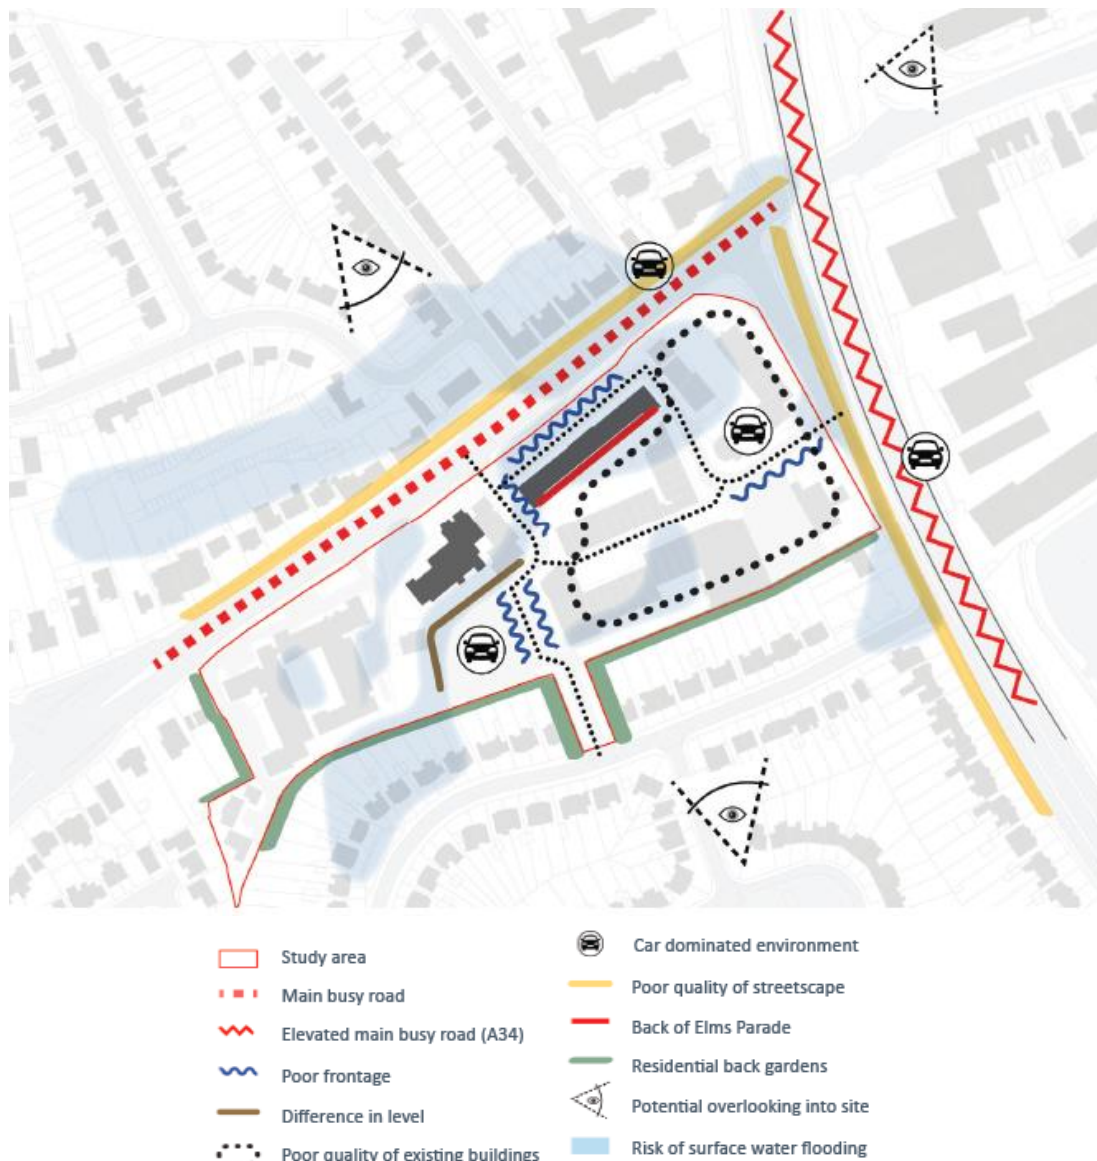 Study area
Main busy road
Elevated main busy road (A34)
Poor frontage
Difference in level
Poor quality of existing buildings
Car dominated environment
Poor quality of streetscape
Back of Elms Parade
Residential back gardens
Potential overlooking into site
Risk of surface water flooding